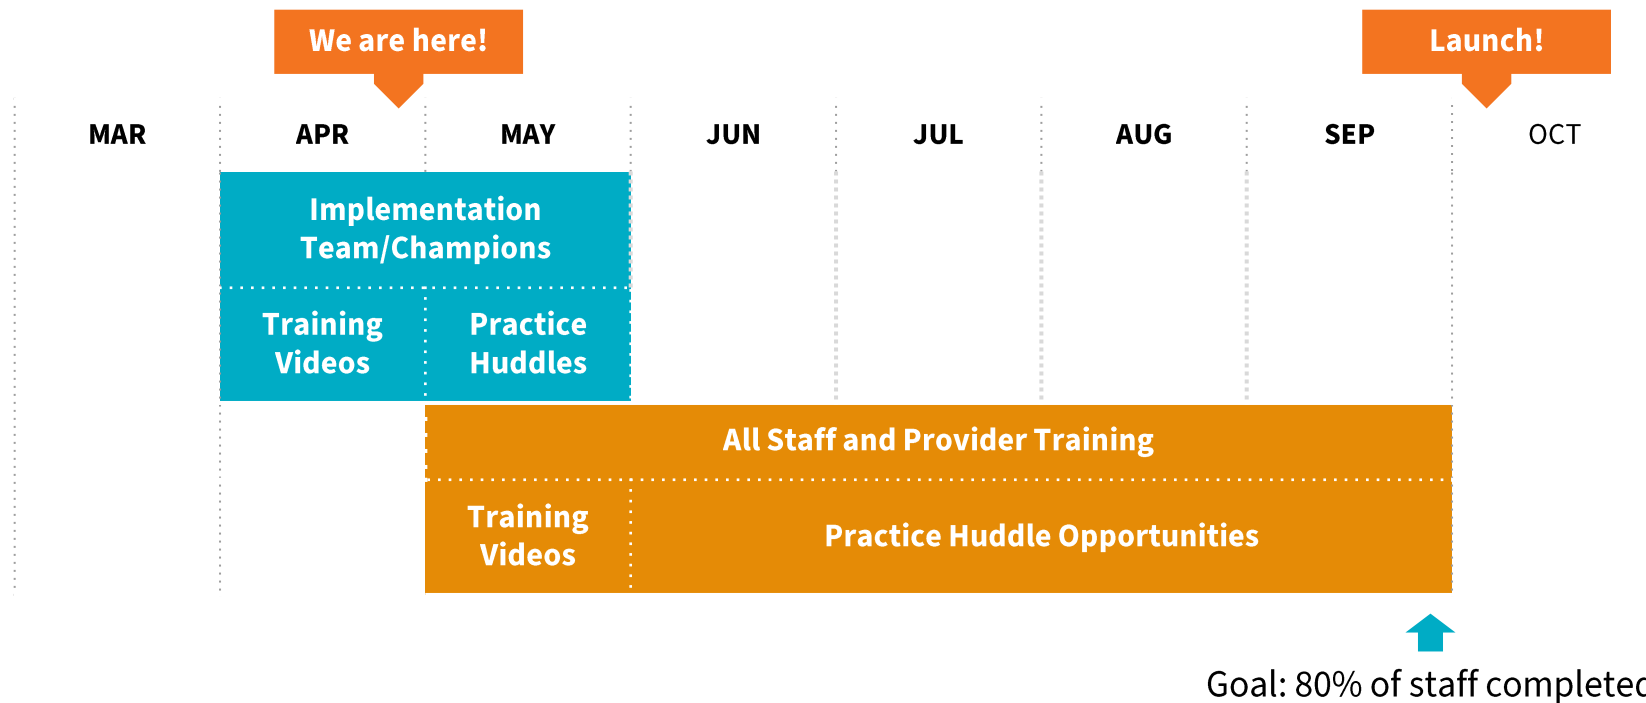 We are here!
Launch!
MAR APR MAY JUN JUL AUG SEP OCT
Implementation
Team/Champions
Training
Videos
Practice
Huddles
All Staff and Provider Training
Training
Videos
Practice Huddle Opportunities
Goal: 80% of staff completed